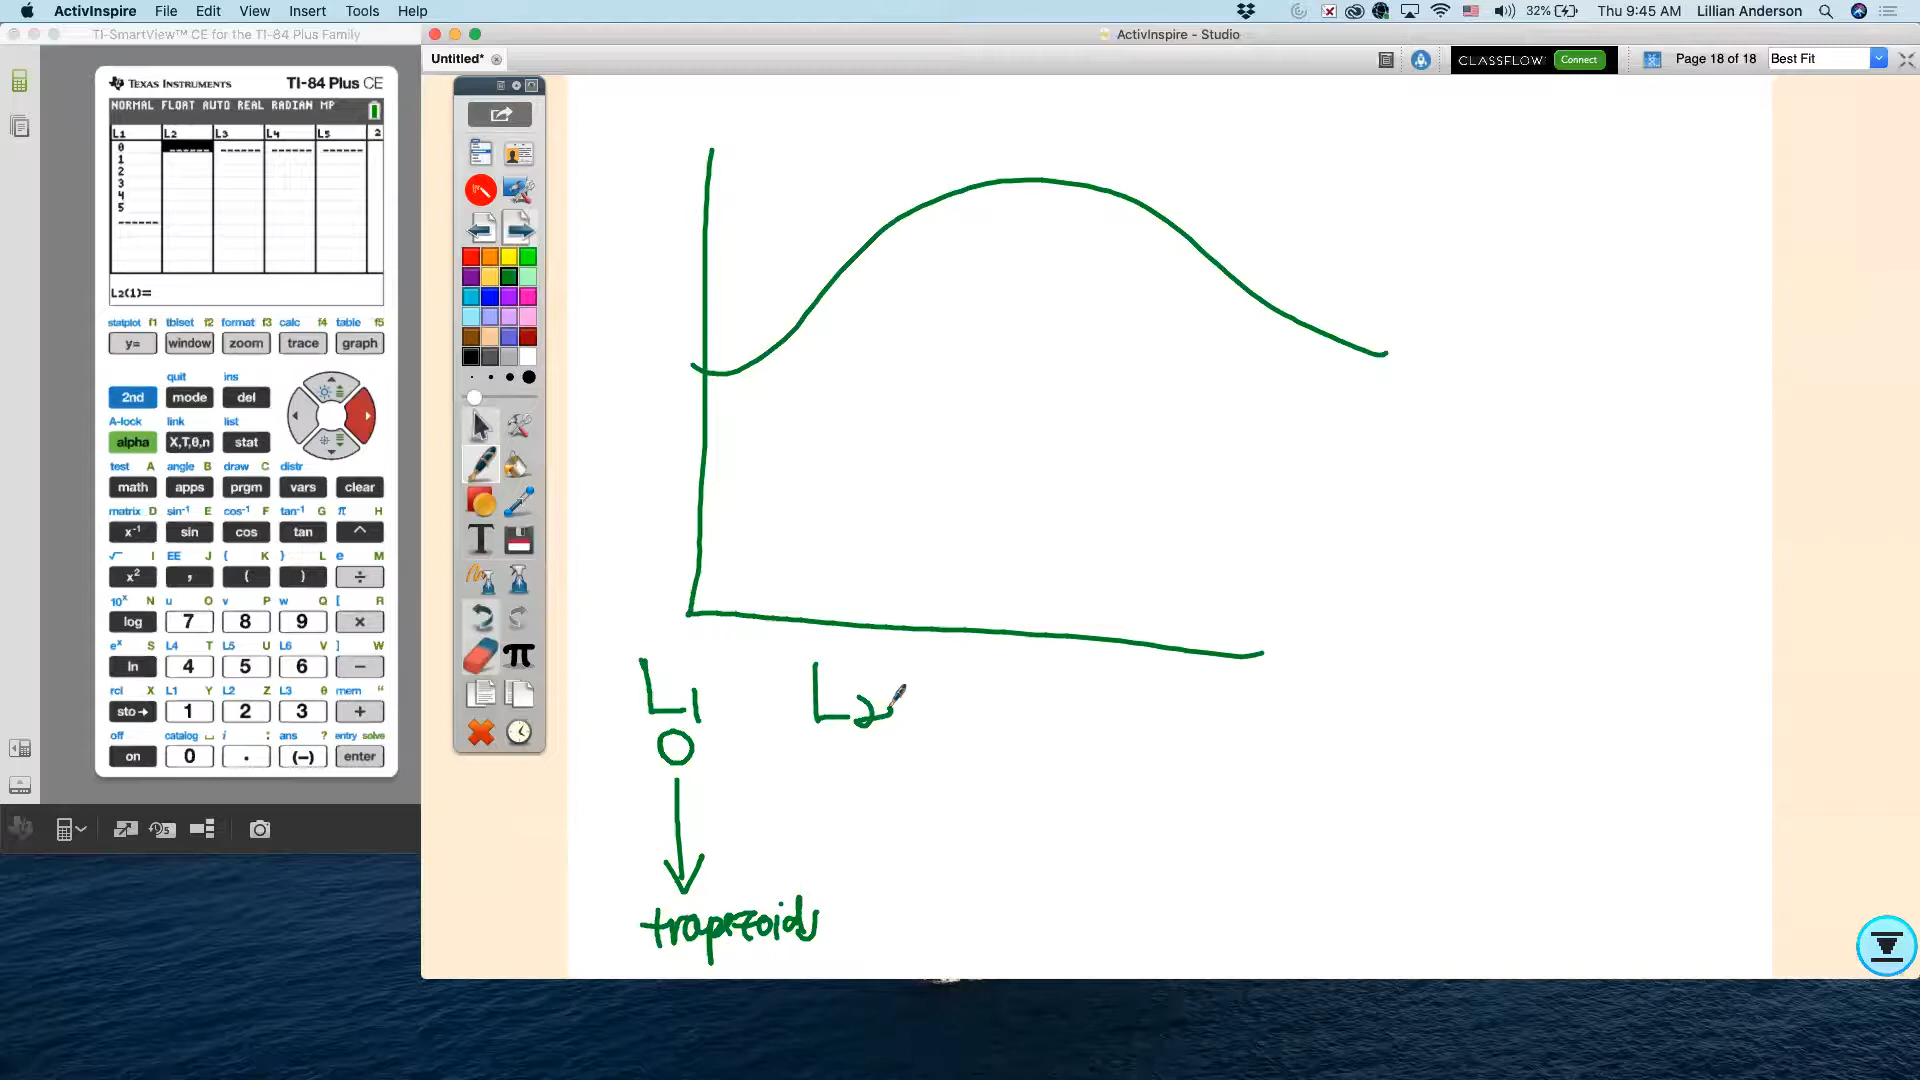 ActivInspire File Edit View Insert Tools Help 32% Thu 9:45 AM Lillian Anderson
TI-SmartView™ CE for the TI-84 Plus Family
ActivInspire - Studio
Untitled*
CLASSFLOW Connect Page 18 of 18 Best Fit
TEXAS INSTRUMENTS TI-84 Plus CE
NORMAL FLOAT AUTO REAL RADIAN MP
L1 L2 L3 L4 L5 2
0
1
2
3
4
5
L2(1)=
statplot f1 tblset f2 format f3 calc f4 table f5
y= window zoom trace graph
quit ins
2nd mode del
A-lock link list
alpha X,T,θ,n stat
test A angle B draw C distr
math apps prgm vars clear
matrix D sin⁻¹ E cos⁻¹ F tan⁻¹ G π H
x⁻¹ sin cos tan ^
√ I EE J { K } L e M
x² , ( ) ÷
10ˣ N u O v P w Q [ R
log 7 8 9 ×
eˣ S L4 T L5 U L6 V ] W
ln 4 5 6 −
rcl X L1 Y L2 Z L3 θ mem "
sto→ 1 2 3 +
off catalog ⎵ i : ans ? entry solve
on 0 . (−) enter
T π
L1 L2
0
trapezoids